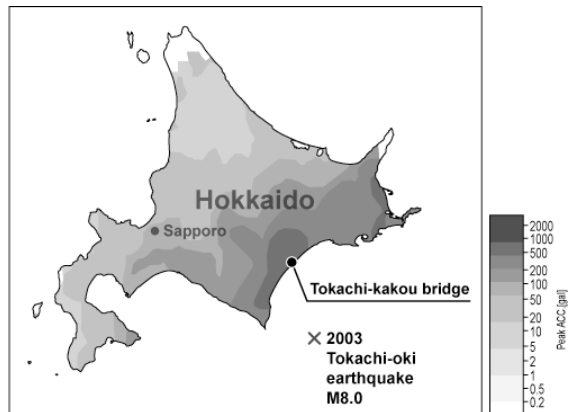 Hokkaido
Sapporo
Tokachi-kakou bridge
× 2003
Tokachi-oki
earthquake
M8.0
2000
1000
500
200
100
50
20
10
5
2
1
0.5
0.2
Peak ACC [gal]